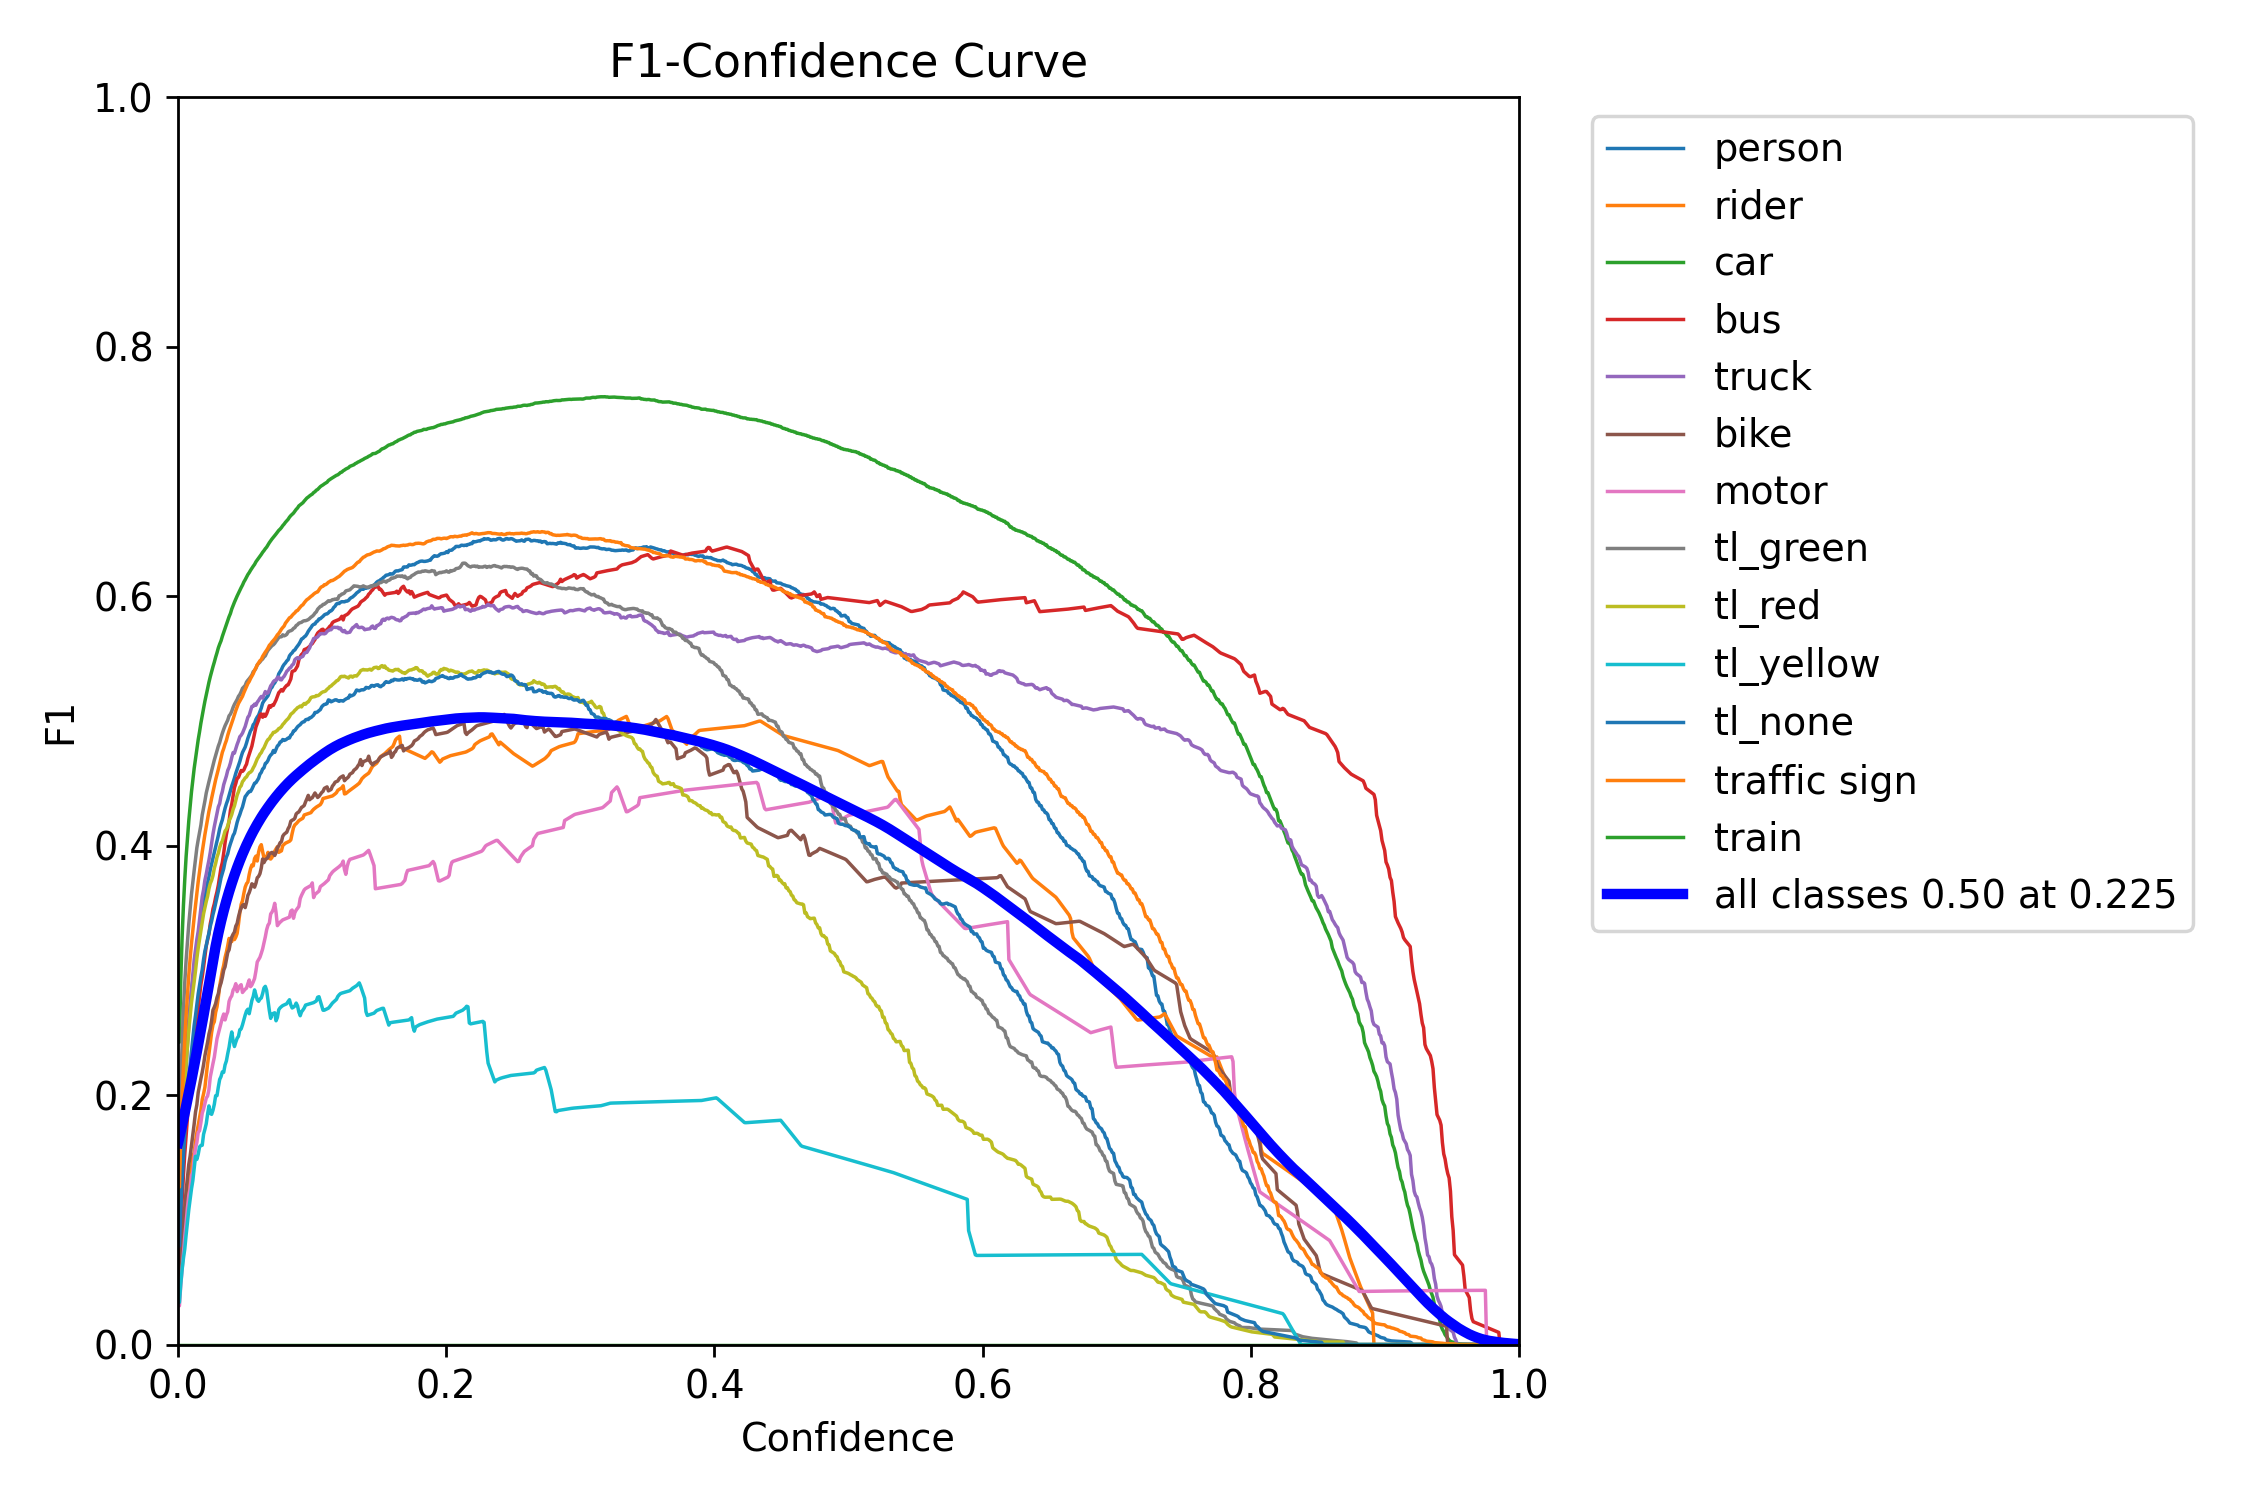 F1-Confidence Curve
1.0
0.8
0.6
0.4
0.2
0.0
F1
0.0 0.2 0.4 0.6 0.8 1.0
Confidence
person
rider
car
bus
truck
bike
motor
tl_green
tl_red
tl_yellow
tl_none
traffic sign
train
all classes 0.50 at 0.225